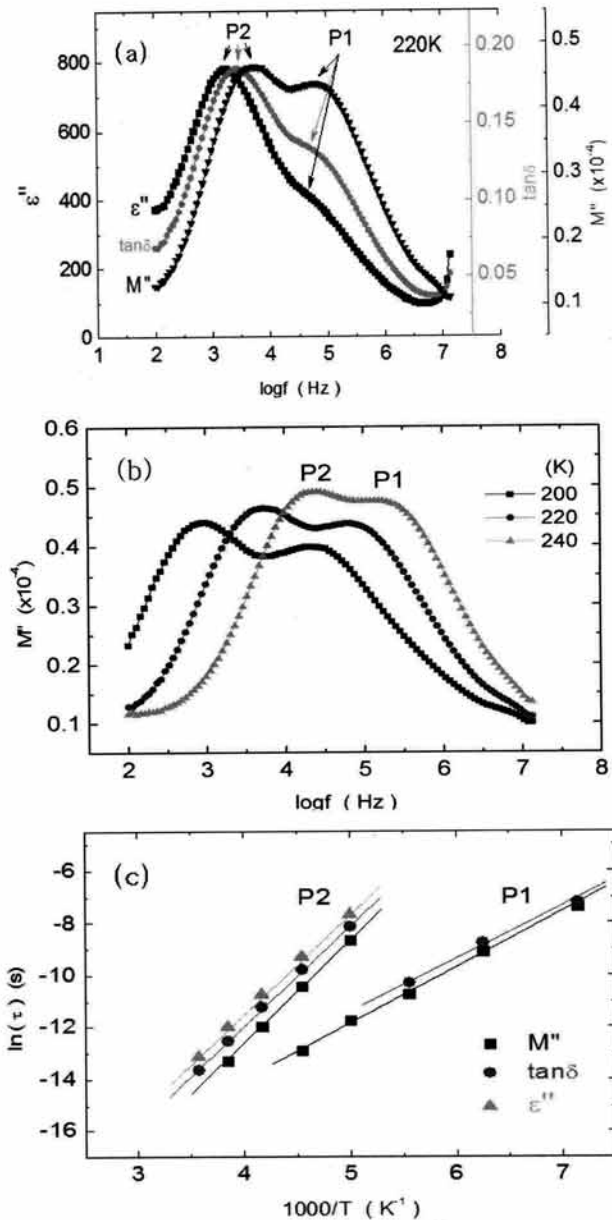 (a)
P2
P1
220K
800
600
400
200
0
ε''
ε''
tanδ
M''
0.20
0.15
0.10
0.05
tanδ
0.5
0.4
0.3
0.2
0.1
M'' (x10⁻⁴)
1 2 3 4 5 6 7 8
logf (Hz)
(b)
P2 P1
(K)
200
220
240
0.6
0.5
0.4
0.3
0.2
0.1
M'' (x10⁻⁴)
2 3 4 5 6 7 8
logf (Hz)
(c)
P2
P1
-6
-8
-10
-12
-14
-16
ln(τ) (s)
M''
tanδ
ε''
3 4 5 6 7
1000/T (K⁻¹)